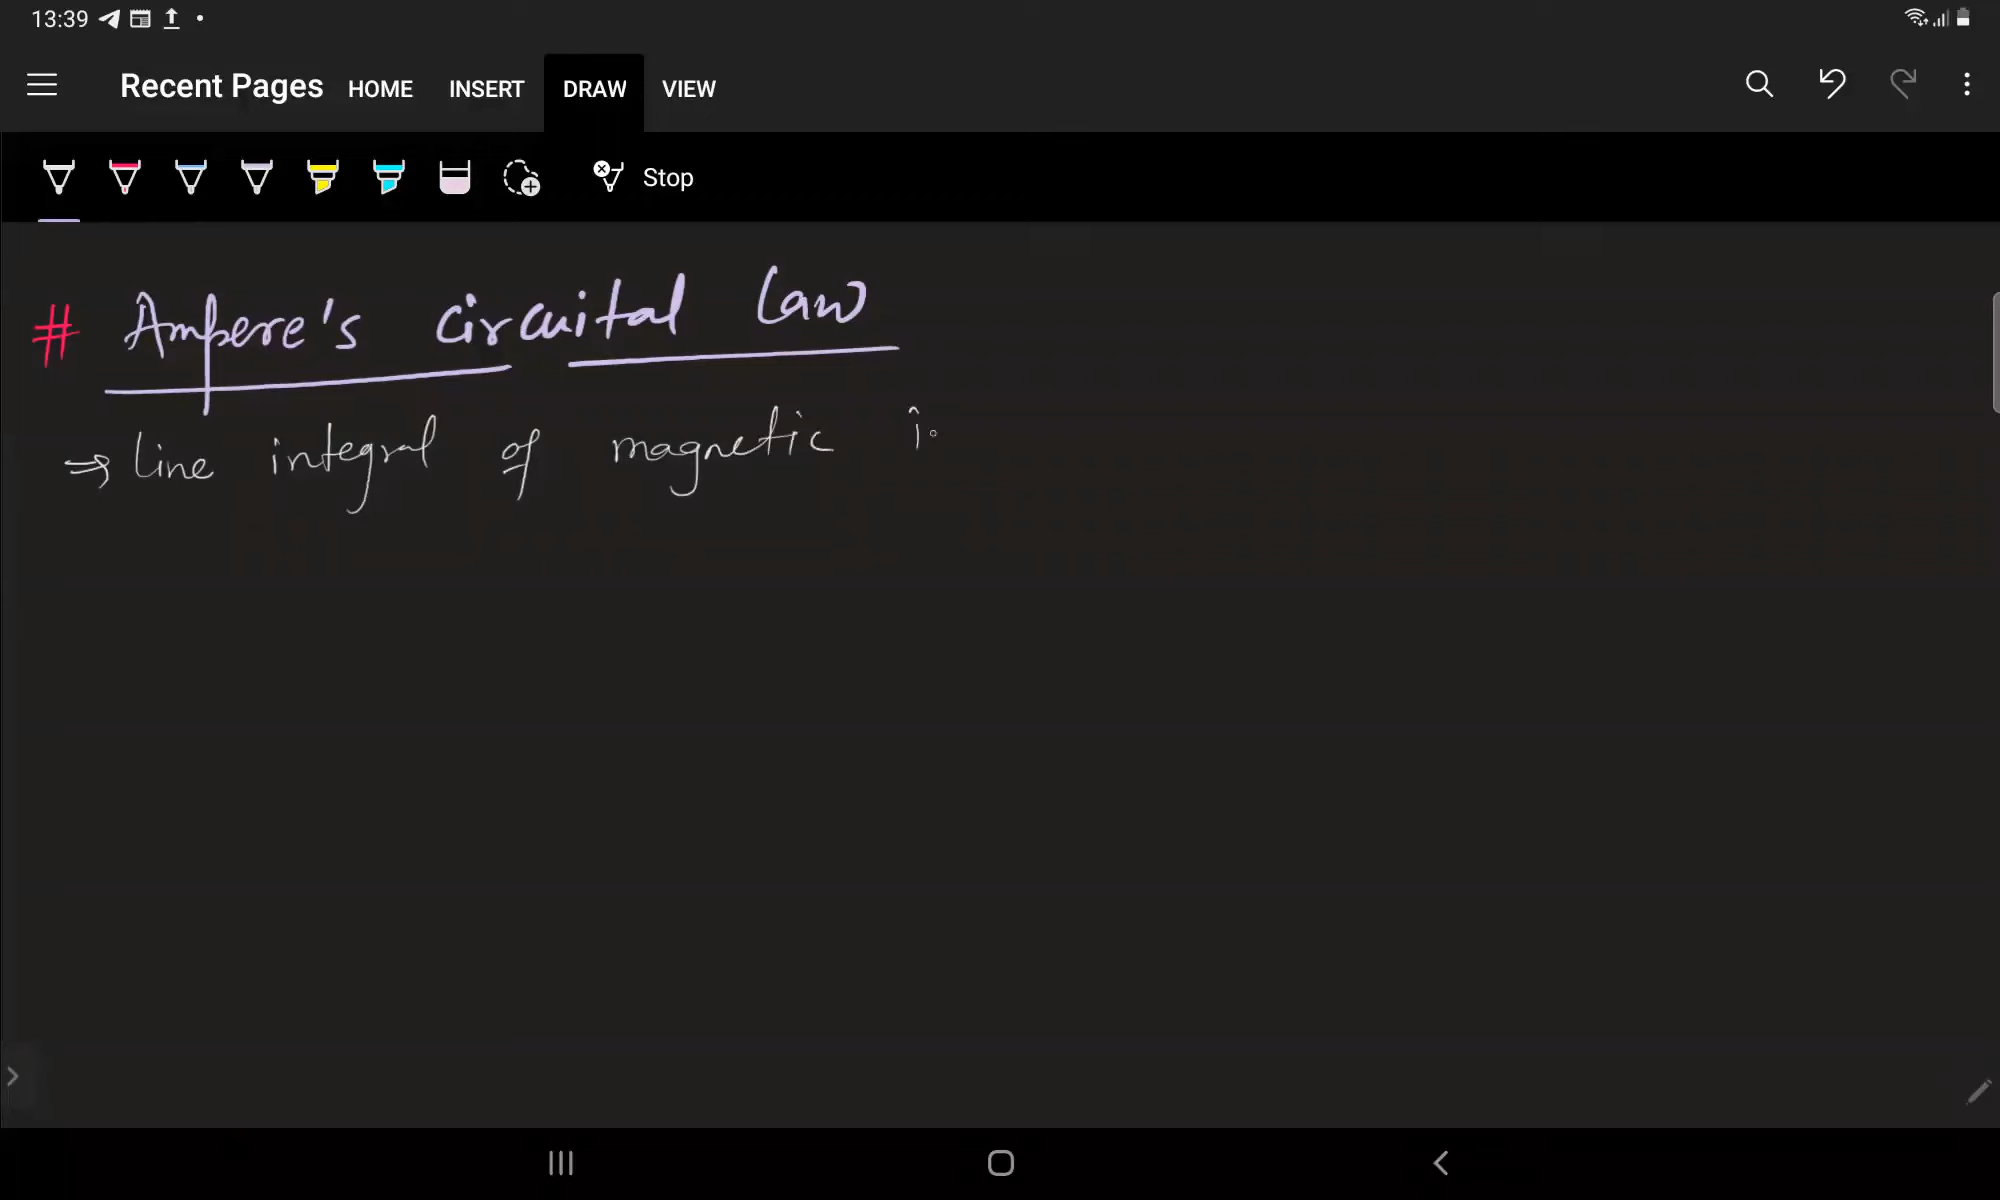 13:39
Recent Pages HOME INSERT DRAW VIEW
Stop
# Ampere's circuital law
→ line integral of magnetic i